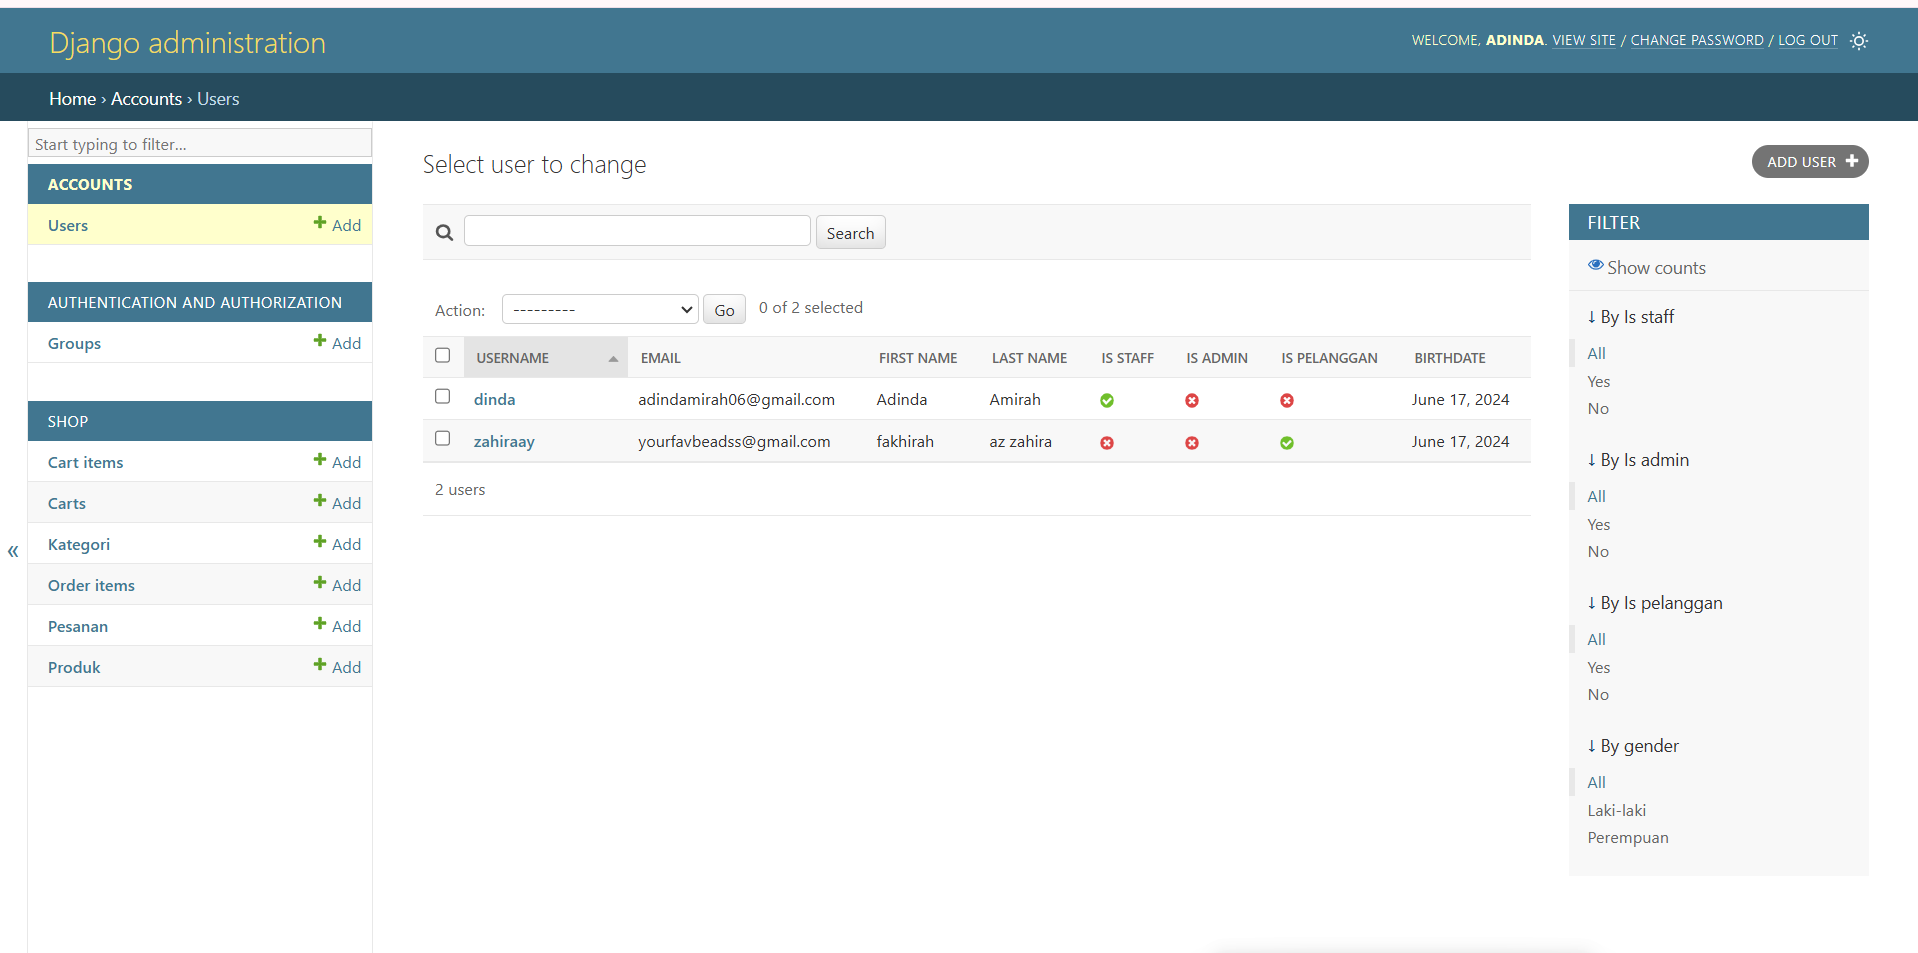 Django administration
WELCOME, ADINDA. VIEW SITE / CHANGE PASSWORD / LOG OUT
Home › Accounts › Users
Start typing to filter...
ACCOUNTS
Users Add
AUTHENTICATION AND AUTHORIZATION
Groups Add
SHOP
Cart items Add
Carts Add
Kategori Add
Order items Add
Pesanan Add
Produk Add
«
Select user to change
ADD USER
Search
Action: --------- Go 0 of 2 selected
USERNAME EMAIL FIRST NAME LAST NAME IS STAFF IS ADMIN IS PELANGGAN BIRTHDATE
dinda adindamirah06@gmail.com Adinda Amirah June 17, 2024
zahiraay yourfavbeadss@gmail.com fakhirah az zahira June 17, 2024
2 users
FILTER
Show counts
↓ By Is staff
All
Yes
No
↓ By Is admin
All
Yes
No
↓ By Is pelanggan
All
Yes
No
↓ By gender
All
Laki-laki
Perempuan